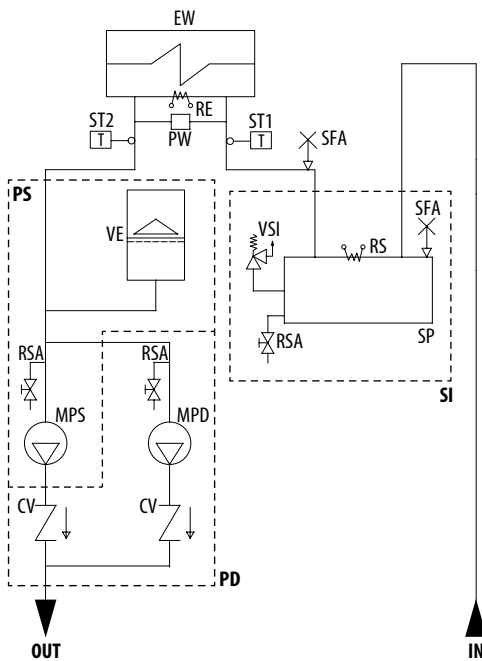 EW
RE
ST2
T
PW
ST1
T
SFA
PS
VE
SFA
VSI
RS
RSA
SP
SI
RSA
RSA
MPS
MPD
CV
CV
PD
OUT
IN